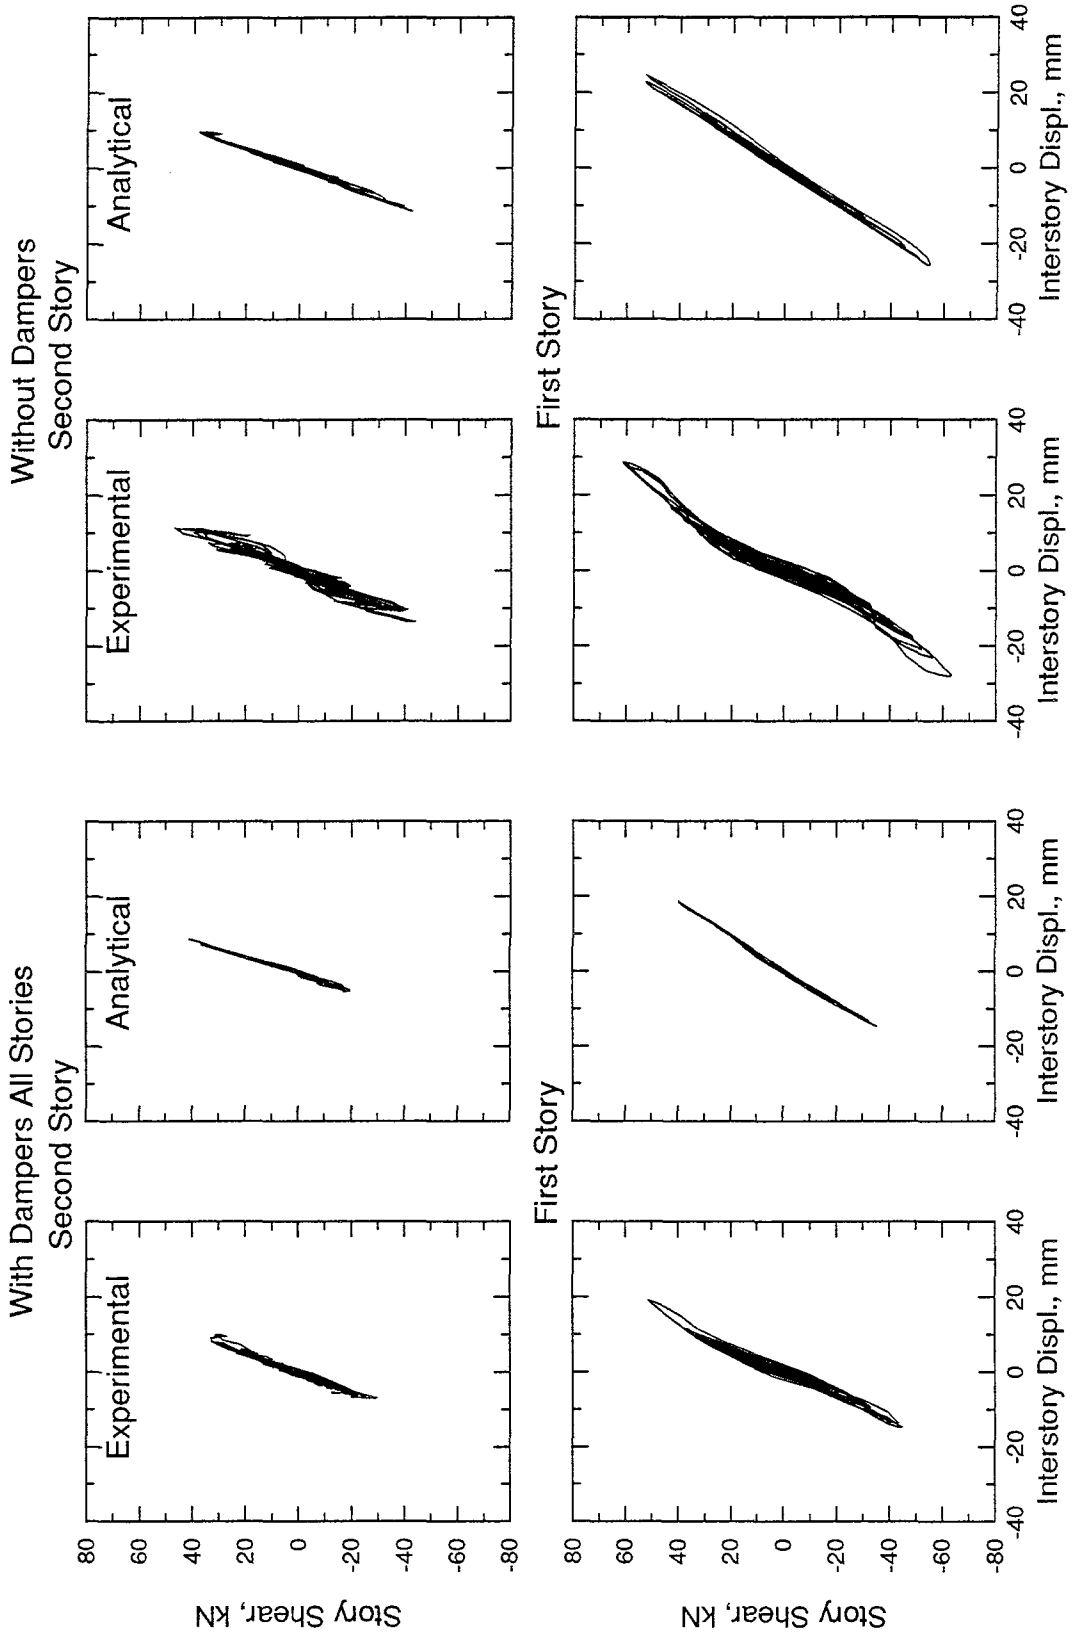 With Dampers All Stories
Without Dampers
Second Story
Second Story
Experimental
Analytical
Experimental
Analytical
Story Shear, kN
80
60
40
20
0
-20
-40
-60
-80
First Story
First Story
Story Shear, kN
80
60
40
20
0
-20
-40
-60
-80
-40 -20 0 20 40
-40 -20 0 20 40
-40 -20 0 20 40
-40 -20 0 20 40
Interstory Displ., mm
Interstory Displ., mm
Interstory Displ., mm
Interstory Displ., mm